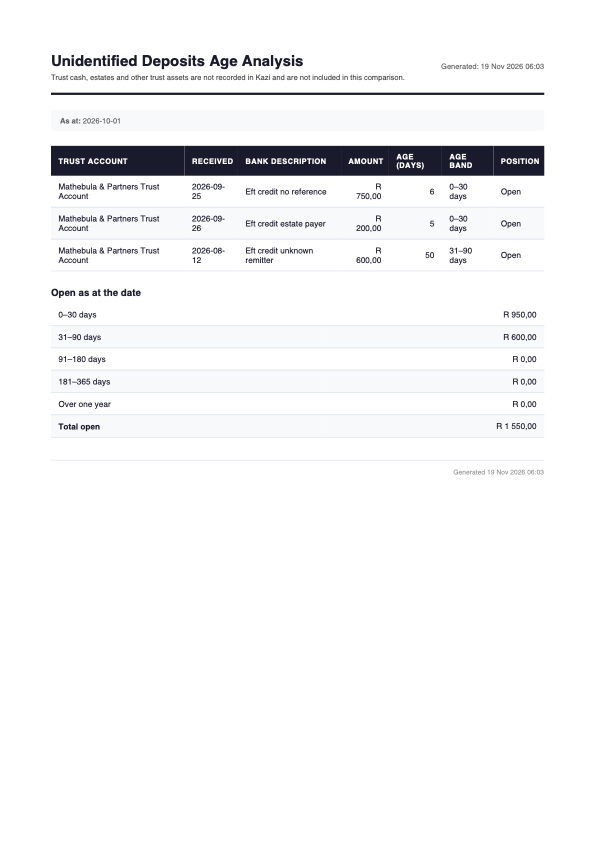 Unidentified Deposits Age Analysis
Generated: 19 Nov 2026 06:03
Trust cash, estates and other trust assets are not recorded in Kazi and are not included in this comparison.
As at: 2026-10-01
TRUST ACCOUNT RECEIVED BANK DESCRIPTION AMOUNT AGE (DAYS) AGE BAND POSITION
Mathebula & Partners Trust Account 2026-09-25 Eft credit no reference R 750,00 6 0–30 days Open
Mathebula & Partners Trust Account 2026-09-26 Eft credit estate payer R 200,00 5 0–30 days Open
Mathebula & Partners Trust Account 2026-08-12 Eft credit unknown remitter R 600,00 50 31–90 days Open
Open as at the date
0–30 days R 950,00
31–90 days R 600,00
91–180 days R 0,00
181–365 days R 0,00
Over one year R 0,00
Total open R 1 550,00
Generated 19 Nov 2026 06:03